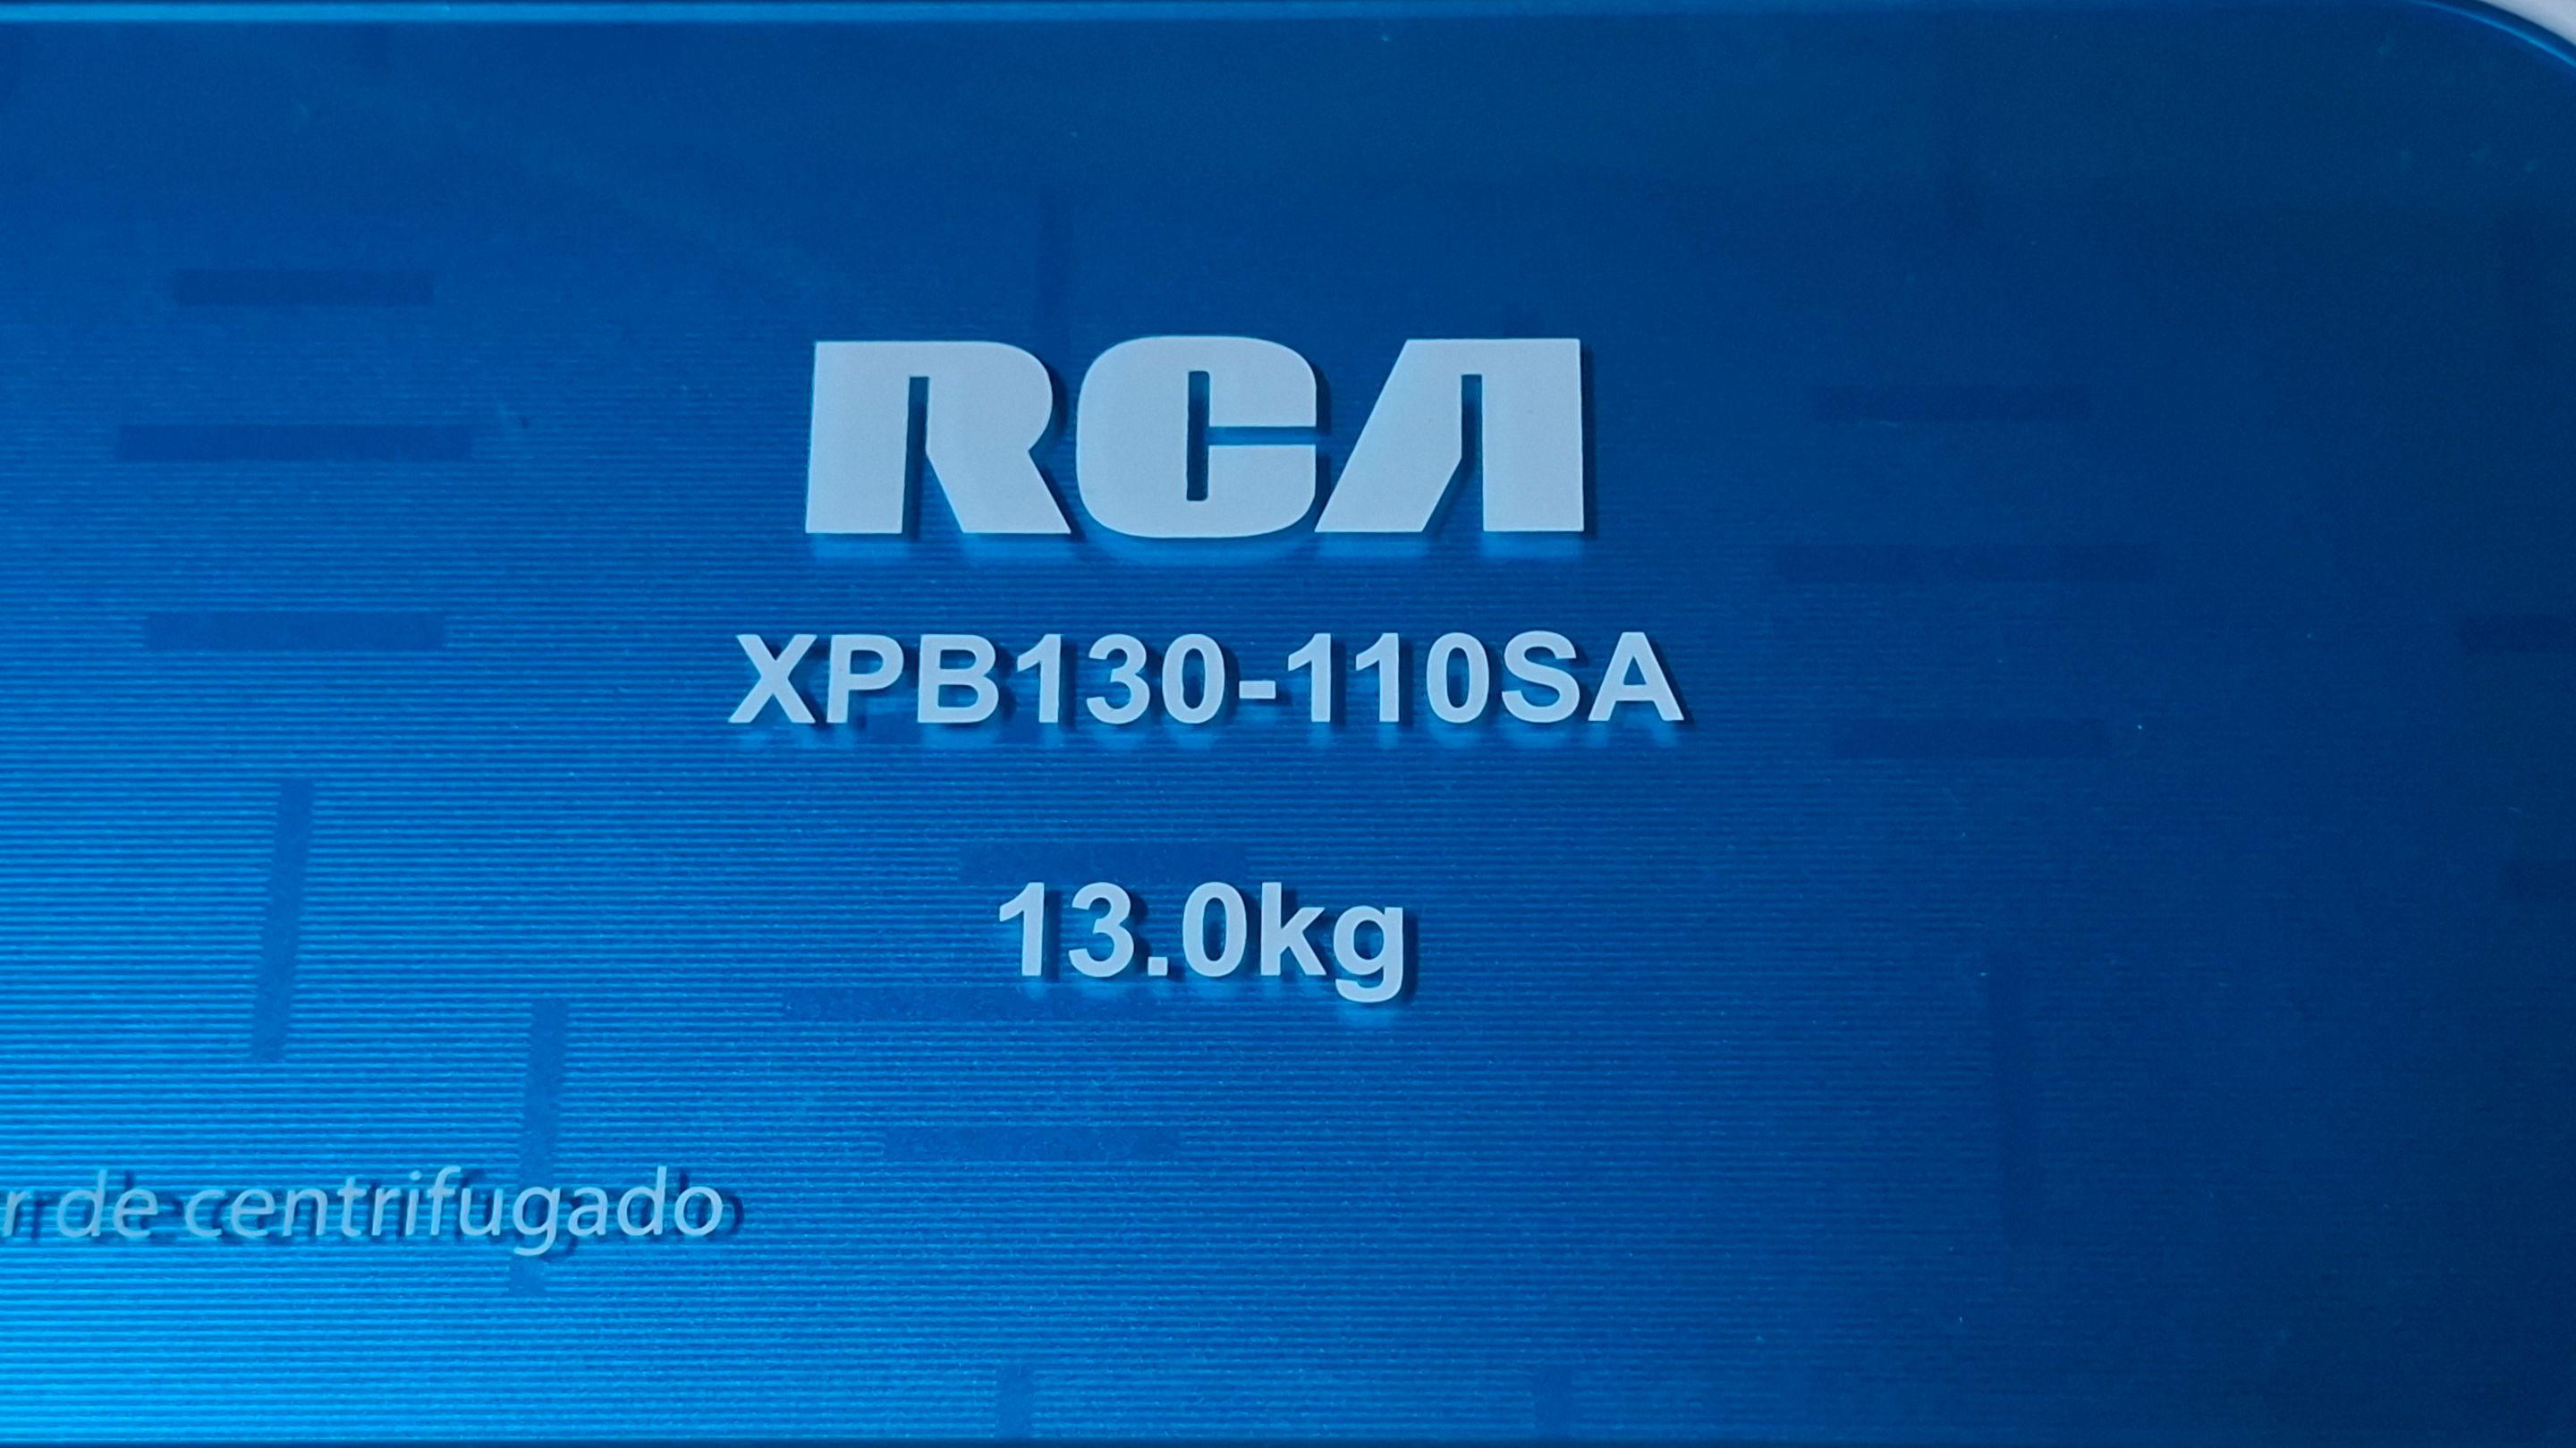 RCA
XPB130-110SA
13.0kg
r de centrifugado